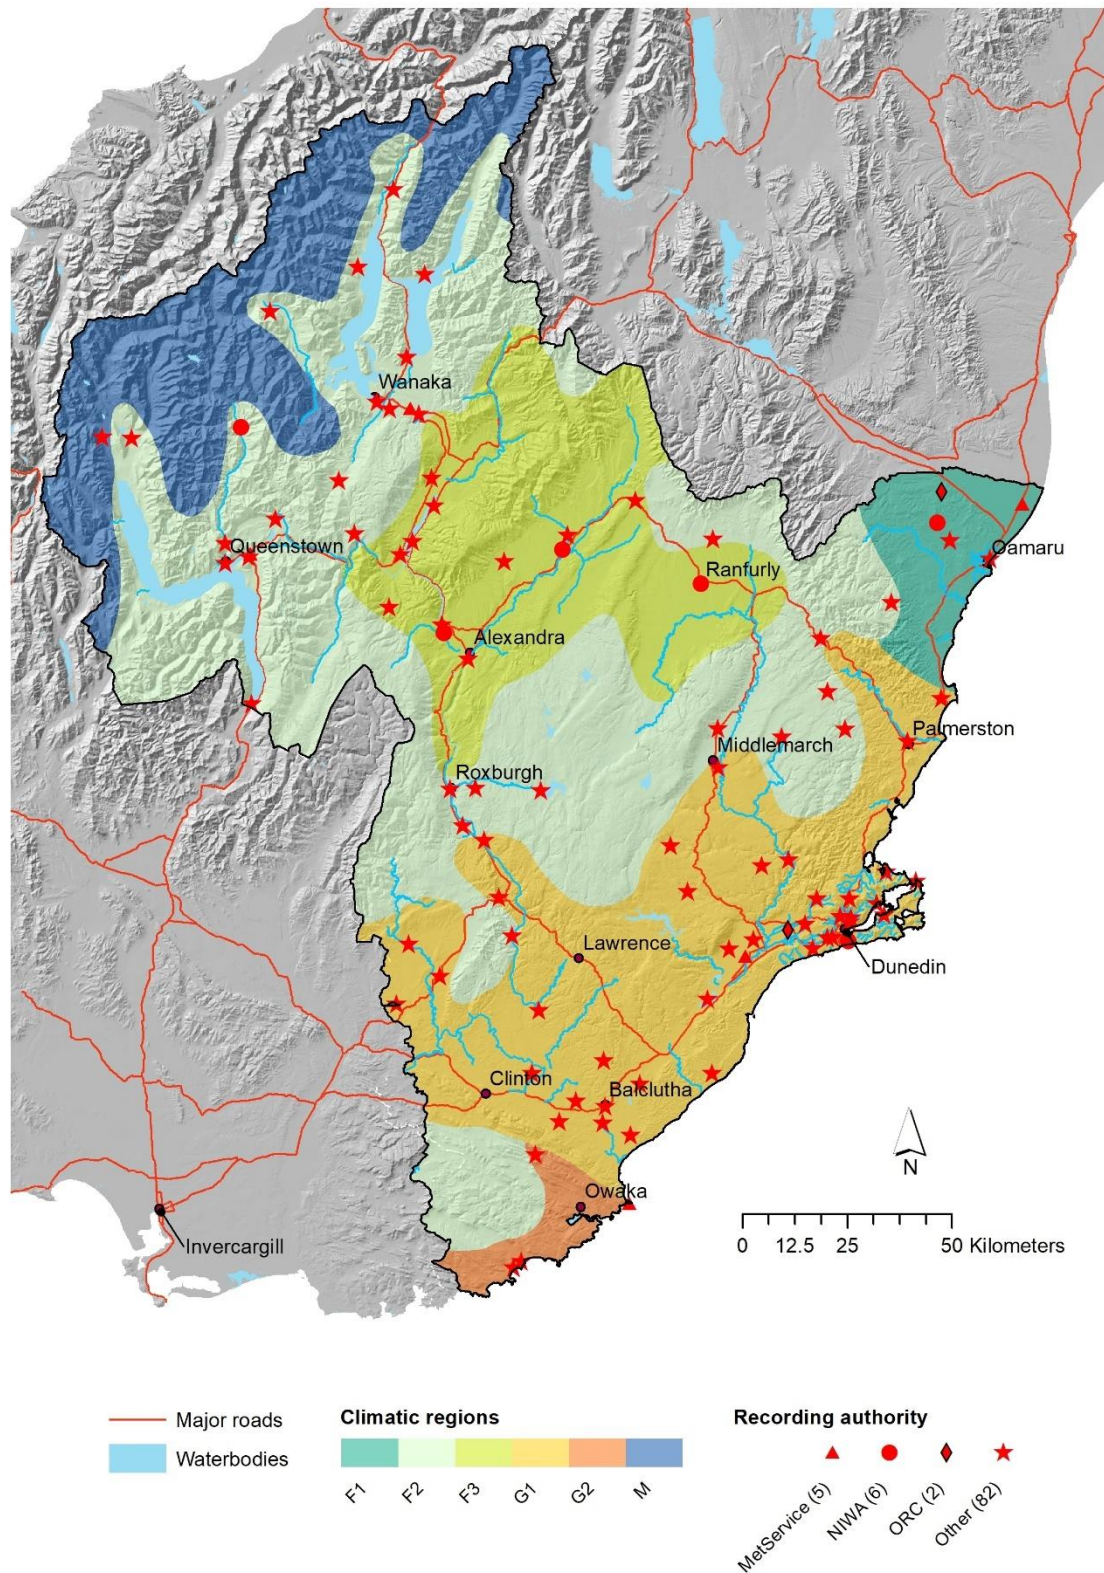 Wanaka
Queenstown
Oamaru
Ranfurly
Alexandra
Palmerston
Middlemarch
Roxburgh
Lawrence
Dunedin
Clinton
Balclutha
N
Owaka
Invercargill
0 12.5 25 50 Kilometers
Major roads
Waterbodies
Climatic regions
F1 F2 F3 G1 G2 M
Recording authority
MetService (5)
NIWA (6)
ORC (2)
Other (82)